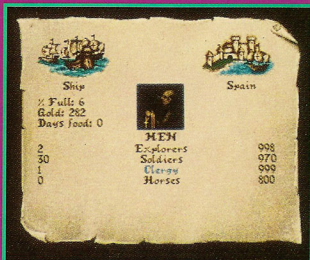 Ship Spain
% Full: 6
Gold: 282
Days food: 0
MEN
2 Explorers 998
30 Soldiers 970
1 Clergy 999
0 Horses 800